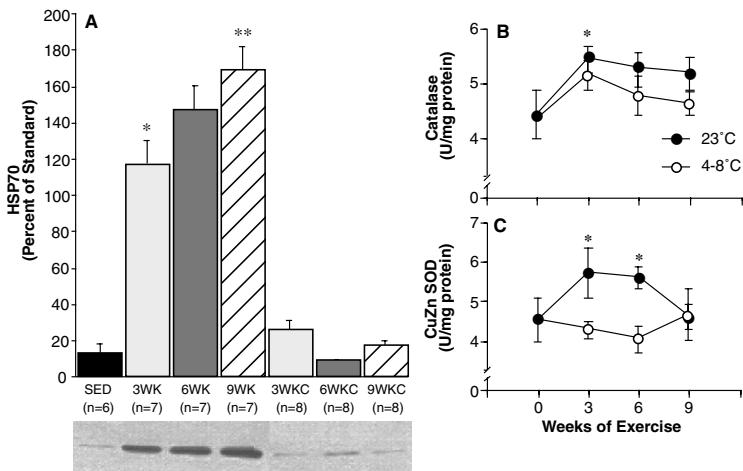 A
HSP70
(Percent of Standard)
200
180
160
140
120
100
80
60
40
20
0
*
**
SED 3WK 6WK 9WK 3WKC 6WKC 9WKC
(n=6) (n=7) (n=7) (n=7) (n=8) (n=8) (n=8)
B
Catalase
(U/mg protein)
6
5
4
0
*
23˚C
4-8˚C
C
CuZn SOD
(U/mg protein)
7
6
5
4
0
* *
0 3 6 9
Weeks of Exercise